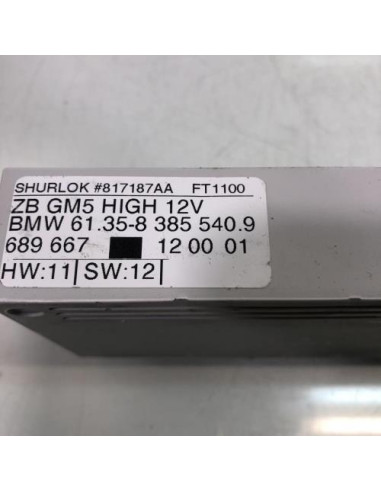 SHURLOK #817187AA FT1100
ZB GM5 HIGH 12V
BMW 61.35-8 385 540.9
689 667 12 00 01
HW:11 SW:12